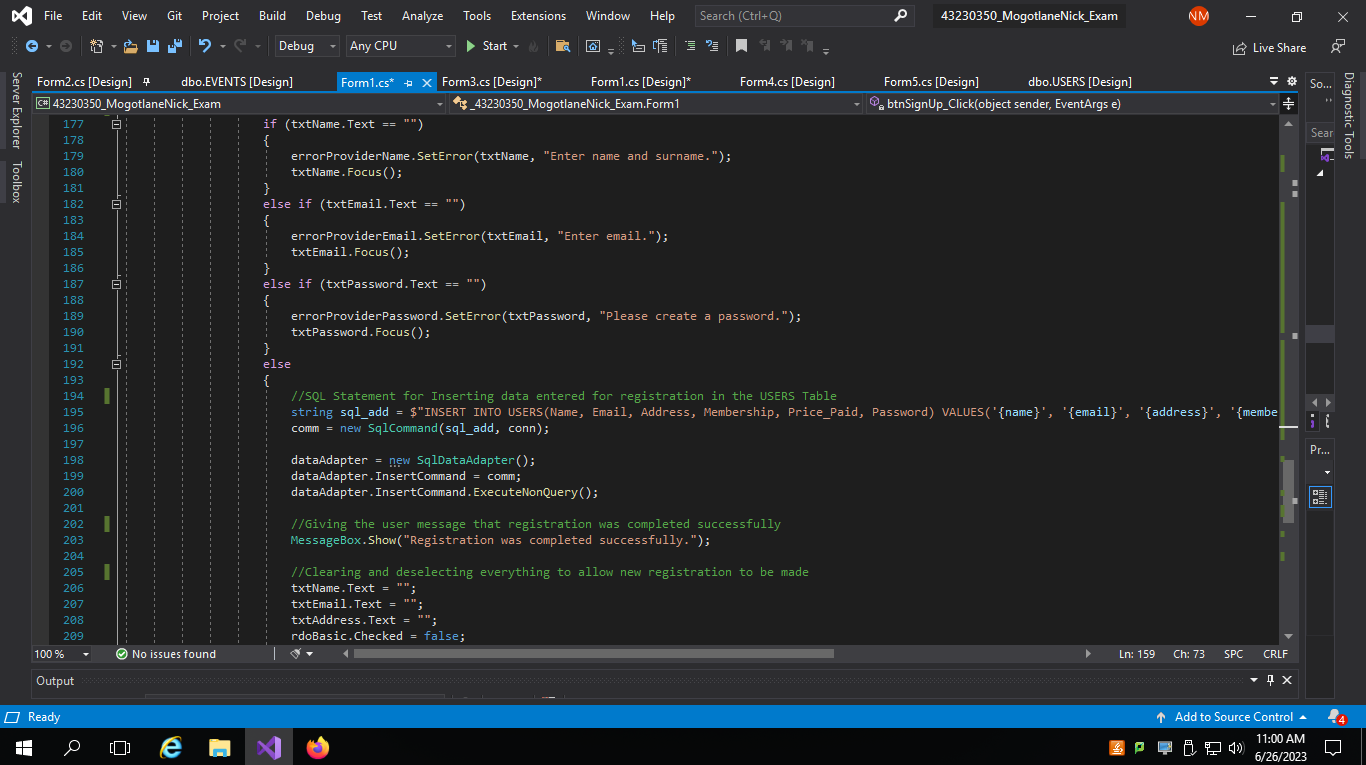 File Edit View Git Project Build Debug Test Analyze Tools Extensions Window Help Search (Ctrl+Q) 43230350_MogotlaneNick_Exam NM
Debug Any CPU Start Live Share
Form2.cs [Design] dbo.EVENTS [Design] Form1.cs* Form3.cs [Design]* Form1.cs [Design]* Form4.cs [Design] Form5.cs [Design] dbo.USERS [Design] So...
C# 43230350_MogotlaneNick_Exam _43230350_MogotlaneNick_Exam.Form1 btnSignUp_Click(object sender, EventArgs e)
Server Explorer
Toolbox
Diagnostic Tools
Sear
177 if (txtName.Text == "")
178 {
179 errorProviderName.SetError(txtName, "Enter name and surname.");
180 txtName.Focus();
181 }
182 else if (txtEmail.Text == "")
183 {
184 errorProviderEmail.SetError(txtEmail, "Enter email.");
185 txtEmail.Focus();
186 }
187 else if (txtPassword.Text == "")
188 {
189 errorProviderPassword.SetError(txtPassword, "Please create a password.");
190 txtPassword.Focus();
191 }
192 else
193 {
194 //SQL Statement for Inserting data entered for registration in the USERS Table
195 string sql_add = $"INSERT INTO USERS(Name, Email, Address, Membership, Price_Paid, Password) VALUES('{name}', '{email}', '{address}', '{membe
196 comm = new SqlCommand(sql_add, conn);
197
198 dataAdapter = new SqlDataAdapter();
199 dataAdapter.InsertCommand = comm;
200 dataAdapter.InsertCommand.ExecuteNonQuery();
201
202 //Giving the user message that registration was completed successfully
203 MessageBox.Show("Registration was completed successfully.");
204
205 //Clearing and deselecting everything to allow new registration to be made
206 txtName.Text = "";
207 txtEmail.Text = "";
208 txtAddress.Text = "";
209 rdoBasic.Checked = false;
Pr...
100 % No issues found Ln: 159 Ch: 73 SPC CRLF
Output
Ready Add to Source Control 4
11:00 AM
6/26/2023